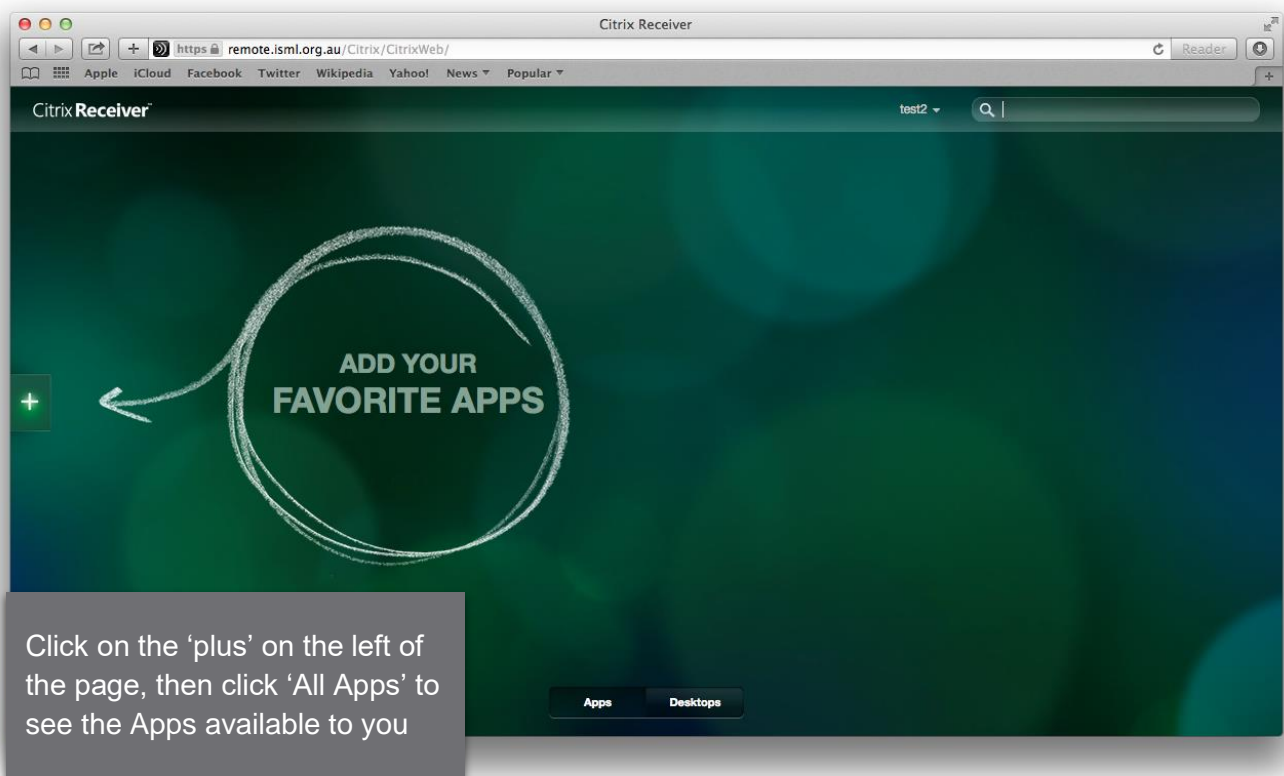 Citrix Receiver
https remote.isml.org.au/Citrix/CitrixWeb/ Reader
Apple iCloud Facebook Twitter Wikipedia Yahoo! News Popular
Citrix Receiver™ test2
ADD YOUR
FAVORITE APPS
Click on the ‘plus’ on the left of
the page, then click ‘All Apps’ to
see the Apps available to you
Apps Desktops